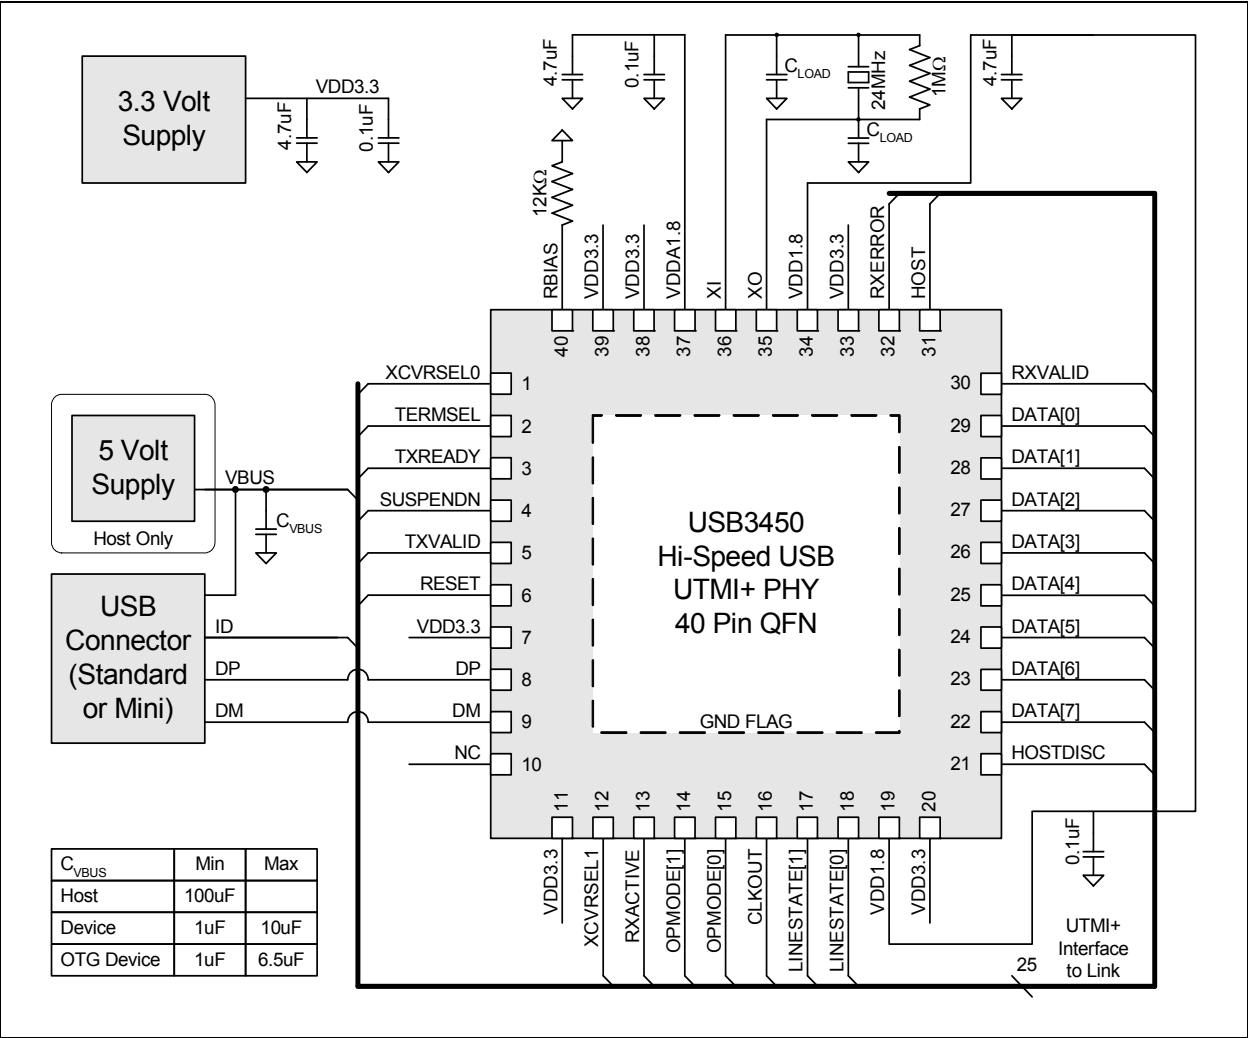 3.3 Volt
Supply
VDD3.3
4.7uF
0.1uF
4.7uF
0.1uF
C_LOAD
24MHz
1MΩ
4.7uF
C_LOAD
12KΩ
RBIAS
VDD3.3
VDD3.3
VDDA1.8
XI
XO
VDD1.8
VDD3.3
RXERROR
HOST
40
39
38
37
36
35
34
33
32
31
XCVRSEL0
1
TERMSEL
2
TXREADY
3
SUSPENDN
4
TXVALID
5
RESET
6
VDD3.3
7
DP
8
DM
9
NC
10
30
RXVALID
29
DATA[0]
28
DATA[1]
27
DATA[2]
26
DATA[3]
25
DATA[4]
24
DATA[5]
23
DATA[6]
22
DATA[7]
21
HOSTDISC
5 Volt
Supply
Host Only
VBUS
C_VBUS
USB
Connector
(Standard
or Mini)
ID
DP
DM
USB3450
Hi-Speed USB
UTMI+ PHY
40 Pin QFN
GND FLAG
11
12
13
14
15
16
17
18
19
20
VDD3.3
XCVRSEL1
RXACTIVE
OPMODE[1]
OPMODE[0]
CLKOUT
LINESTATE[1]
LINESTATE[0]
VDD1.8
VDD3.3
0.1uF
UTMI+
Interface
to Link
25
C_VBUS Min Max
Host 100uF
Device 1uF 10uF
OTG Device 1uF 6.5uF